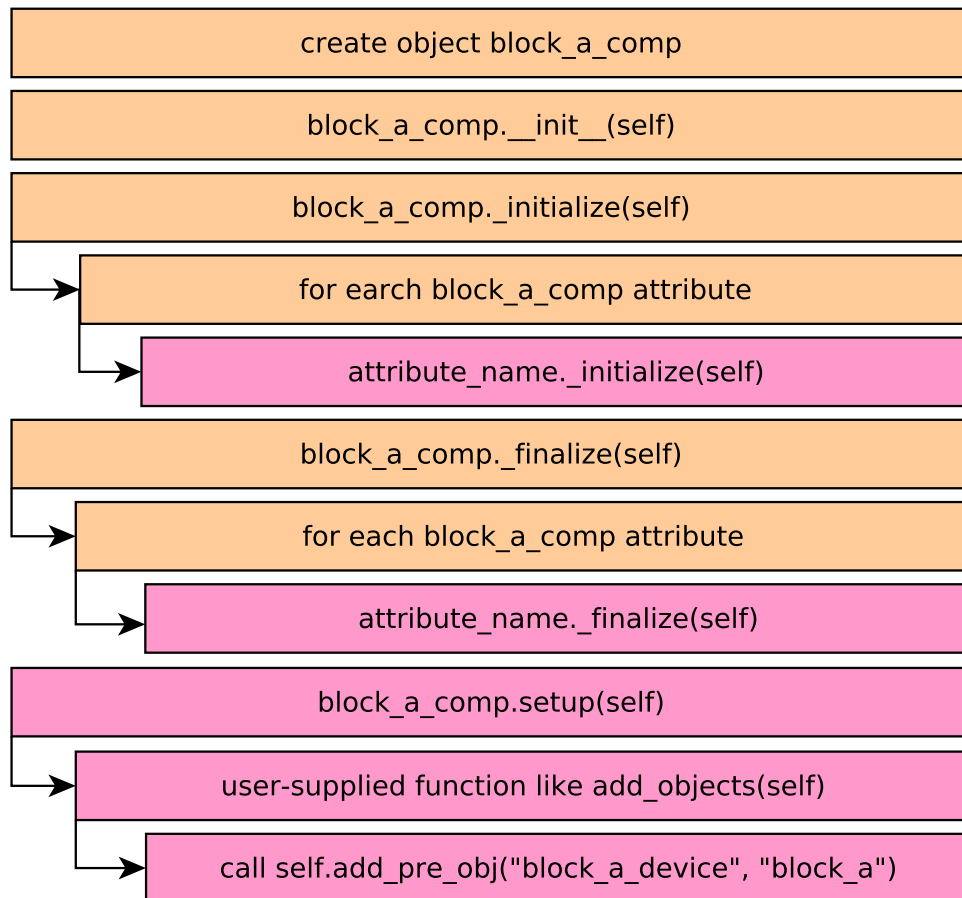 create object block_a_comp
block_a_comp.__init__(self)
block_a_comp._initialize(self)
for earch block_a_comp attribute
attribute_name._initialize(self)
block_a_comp._finalize(self)
for each block_a_comp attribute
attribute_name._finalize(self)
block_a_comp.setup(self)
user-supplied function like add_objects(self)
call self.add_pre_obj("block_a_device", "block_a")